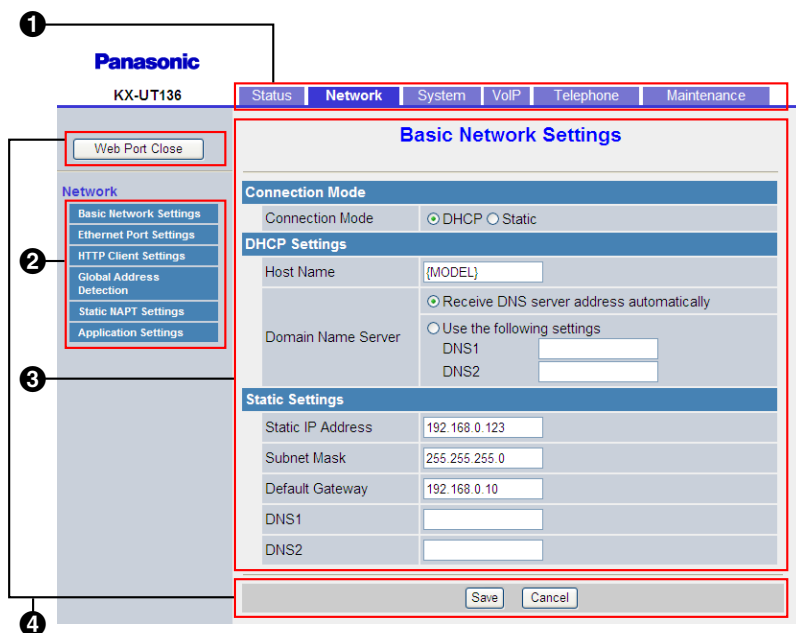 1
Panasonic
KX-UT136
Status Network System VoIP Telephone Maintenance
Web Port Close
Basic Network Settings
Network
Basic Network Settings
Ethernet Port Settings
HTTP Client Settings
Global Address
Detection
Static NAPT Settings
Application Settings
2
3
Connection Mode
Connection Mode DHCP Static
DHCP Settings
Host Name {MODEL}
Domain Name Server
Receive DNS server address automatically
Use the following settings
DNS1
DNS2
Static Settings
Static IP Address 192.168.0.123
Subnet Mask 255.255.255.0
Default Gateway 192.168.0.10
DNS1
DNS2
Save Cancel
4